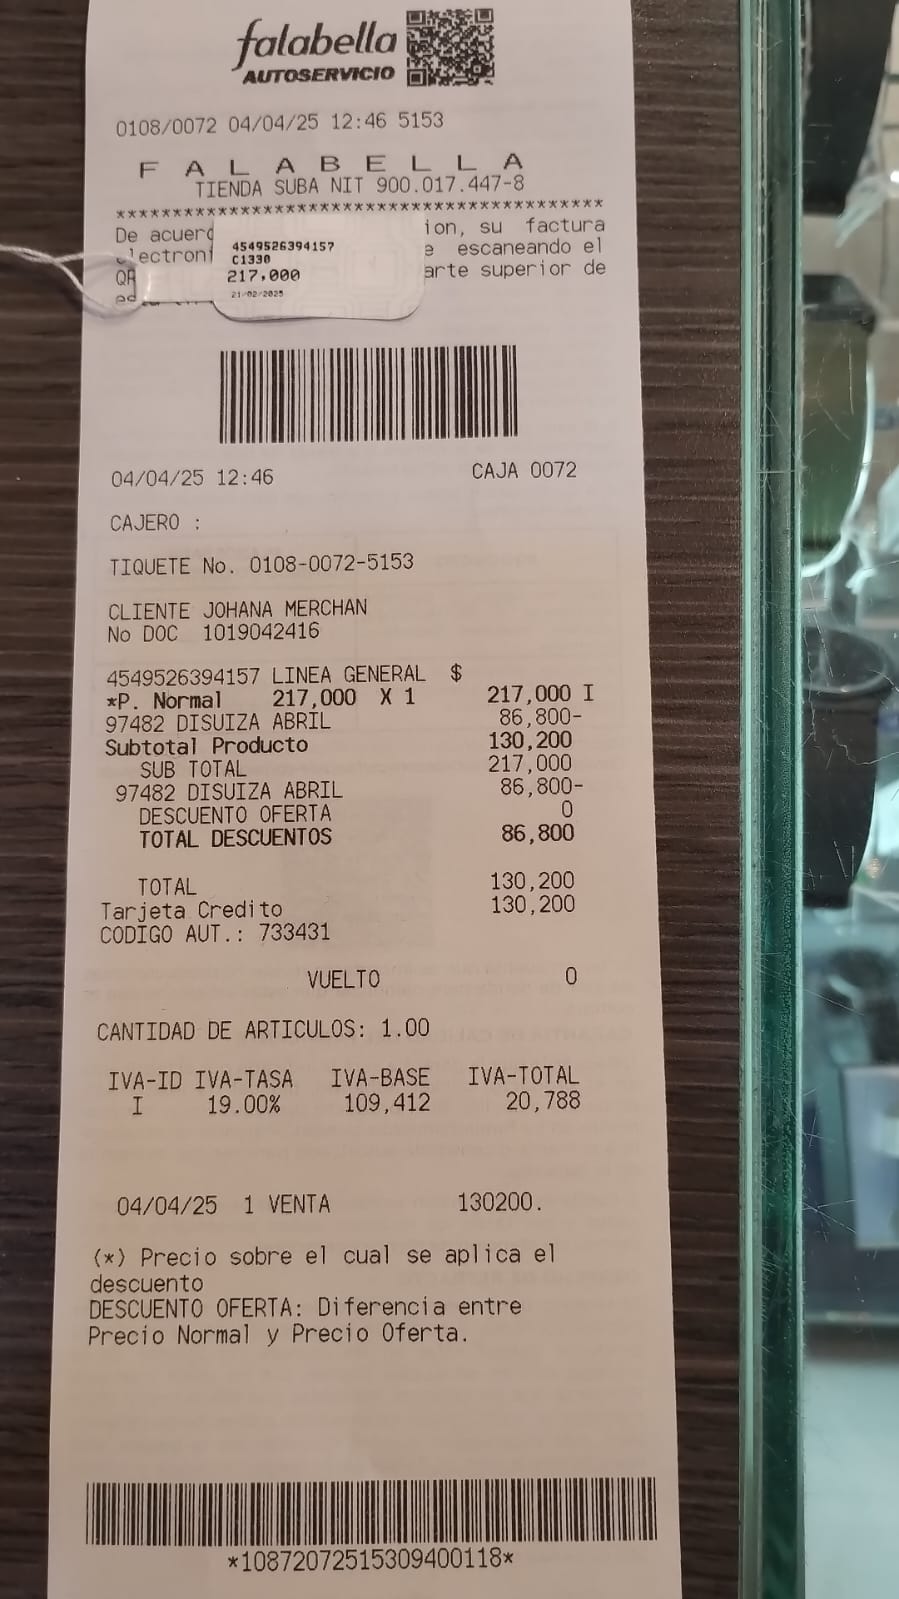 falabella
AUTOSERVICIO
0108/0072 04/04/25 12:46 5153
F A L A B E L L A
TIENDA SUBA NIT 900.017.447-8
*******************************************
De acuerd ion, su factura
electroni e escaneando el
QR arte superior de
4549526394157
C1330
217,000
21/02/2025
04/04/25 12:46 CAJA 0072
CAJERO :
TIQUETE No. 0108-0072-5153
CLIENTE JOHANA MERCHAN
No DOC 1019042416
4549526394157 LINEA GENERAL $
*P. Normal 217,000 X 1 217,000 I
97482 DISUIZA ABRIL 86,800-
Subtotal Producto 130,200
SUB TOTAL 217,000
97482 DISUIZA ABRIL 86,800-
DESCUENTO OFERTA 0
TOTAL DESCUENTOS 86,800
TOTAL 130,200
Tarjeta Credito 130,200
CODIGO AUT.: 733431
VUELTO 0
CANTIDAD DE ARTICULOS: 1.00
IVA-ID IVA-TASA IVA-BASE IVA-TOTAL
I 19.00% 109,412 20,788
04/04/25 1 VENTA 130200.
(*) Precio sobre el cual se aplica el
descuento
DESCUENTO OFERTA: Diferencia entre
Precio Normal y Precio Oferta.
*10872072515309400118*